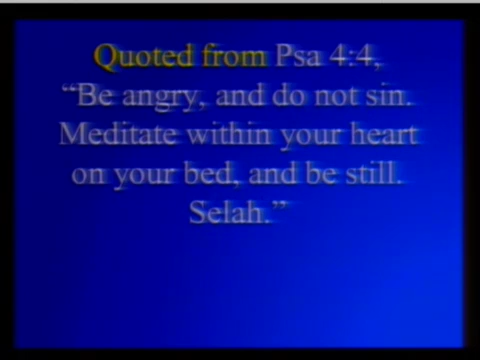 Quoted from Psa 4:4,
“Be angry, and do not sin.
Meditate within your heart
on your bed, and be still.
Selah.”